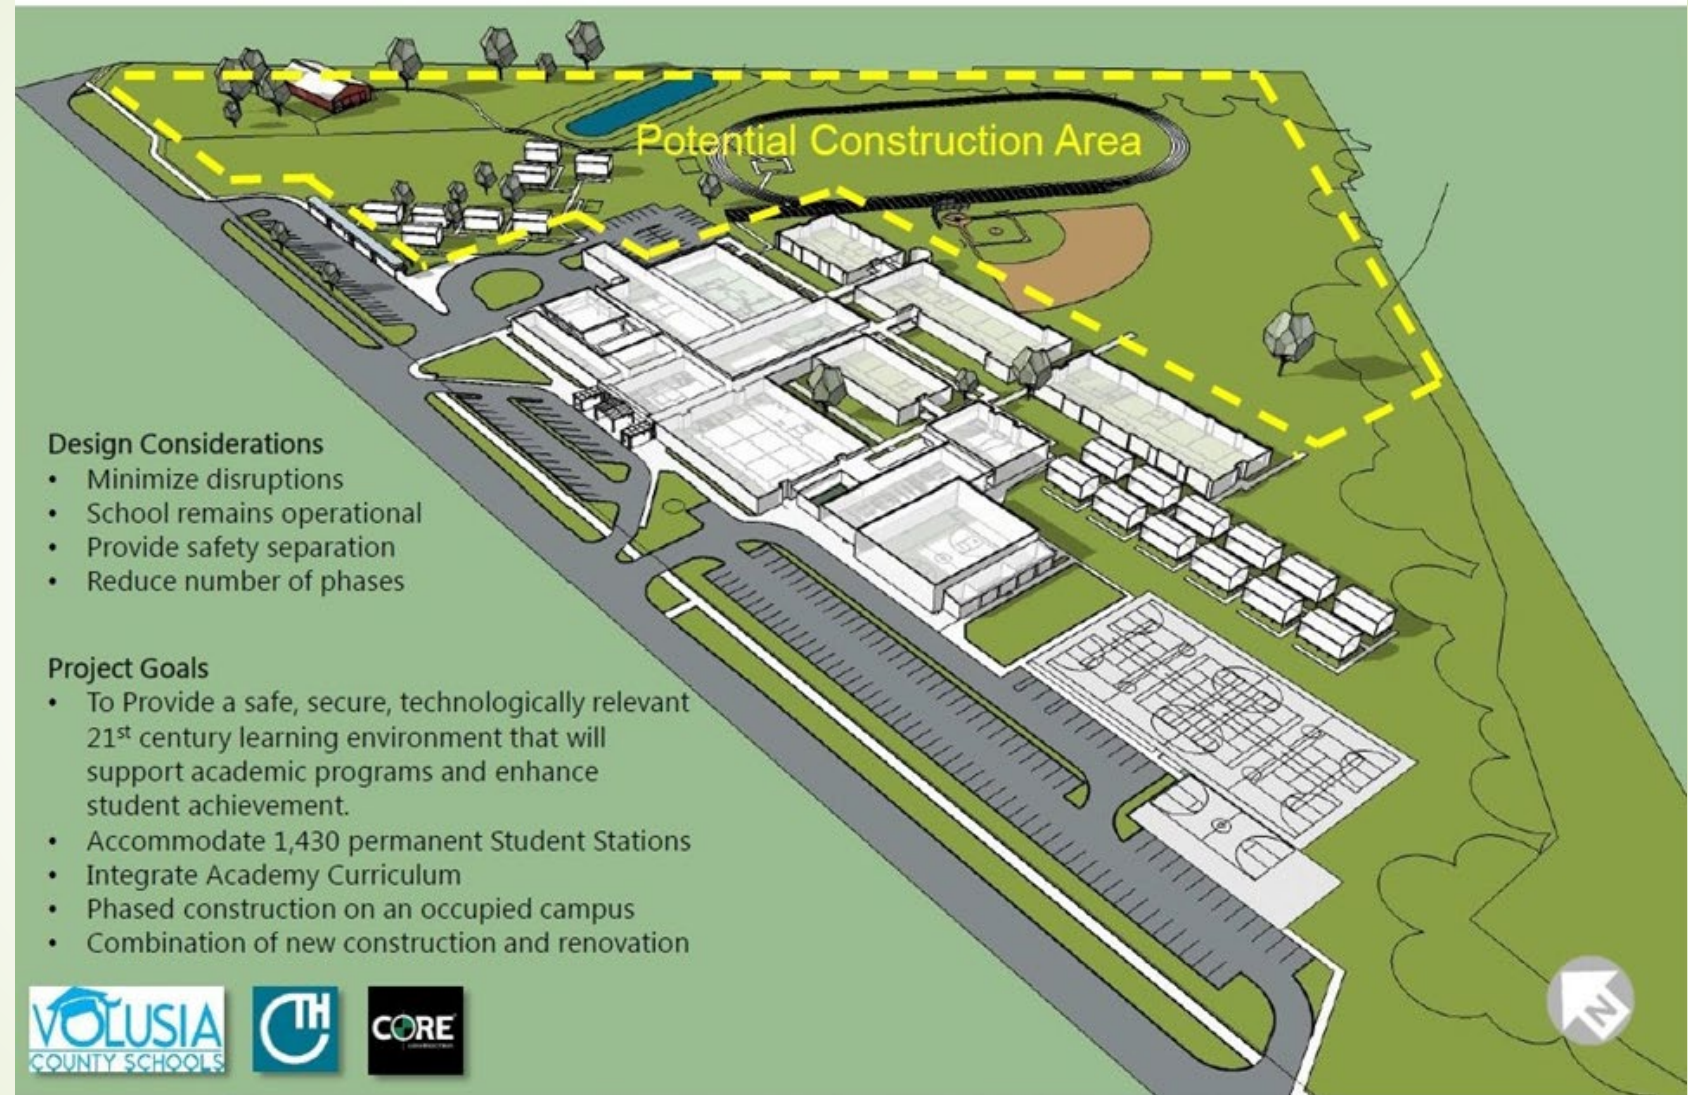 Potential Construction Area
Design Considerations
• Minimize disruptions
• School remains operational
• Provide safety separation
• Reduce number of phases
Project Goals
• To Provide a safe, secure, technologically relevant
21st century learning environment that will
support academic programs and enhance
student achievement.
• Accommodate 1,430 permanent Student Stations
• Integrate Academy Curriculum
• Phased construction on an occupied campus
• Combination of new construction and renovation
VOLUSIA
COUNTY SCHOOLS
CTH
CORE
CONSTRUCTION
N